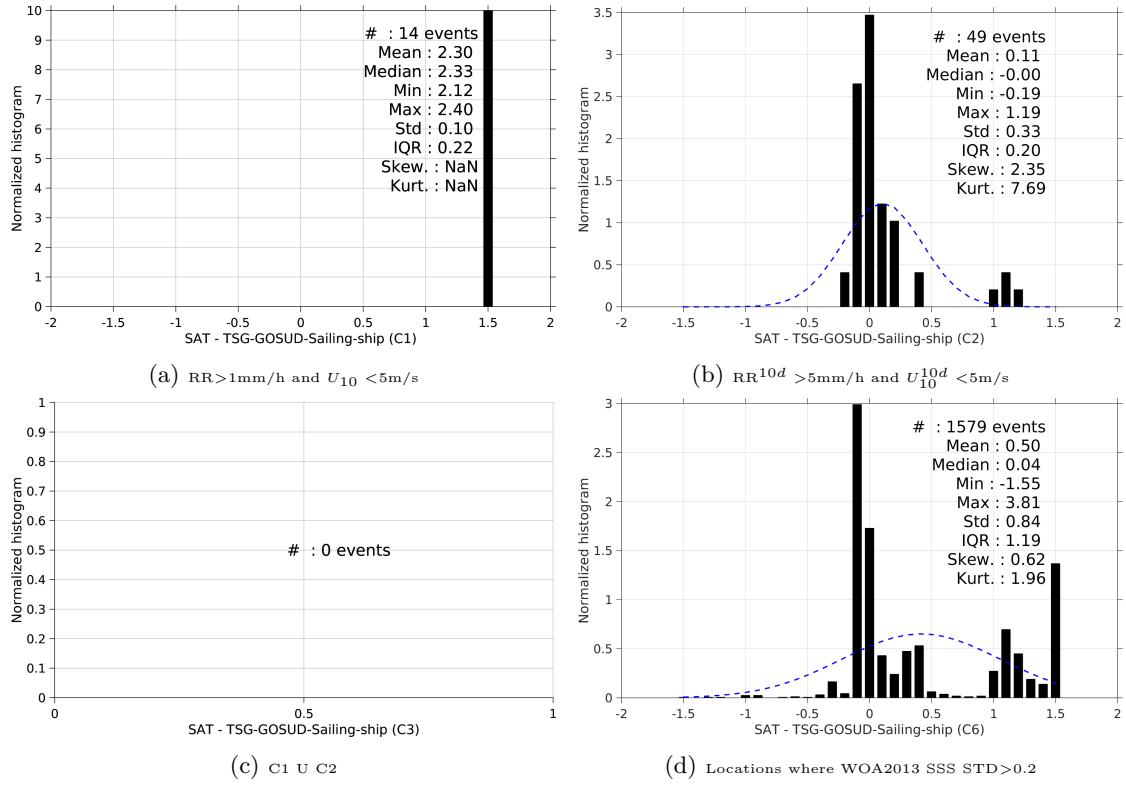 10
9
8
7
6
5
4
3
2
1
0
Normalized histogram
# : 14 events
Mean : 2.30
Median : 2.33
Min : 2.12
Max : 2.40
Std : 0.10
IQR : 0.22
Skew. : NaN
Kurt. : NaN
-2 -1.5 -1 -0.5 0 0.5 1 1.5 2
SAT - TSG-GOSUD-Sailing-ship (C1)
(a) RR>1mm/h and U10 <5m/s
3.5
3
2.5
2
1.5
1
0.5
0
Normalized histogram
# : 49 events
Mean : 0.11
Median : -0.00
Min : -0.19
Max : 1.19
Std : 0.33
IQR : 0.20
Skew. : 2.35
Kurt. : 7.69
-2 -1.5 -1 -0.5 0 0.5 1 1.5 2
SAT - TSG-GOSUD-Sailing-ship (C2)
(b) RR10d >5mm/h and U10 10d <5m/s
1
0.9
0.8
0.7
0.6
0.5
0.4
0.3
0.2
0.1
0
Normalized histogram
# : 0 events
0 0.5 1
SAT - TSG-GOSUD-Sailing-ship (C3)
(c) C1 U C2
3
2.5
2
1.5
1
0.5
0
Normalized histogram
# : 1579 events
Mean : 0.50
Median : 0.04
Min : -1.55
Max : 3.81
Std : 0.84
IQR : 1.19
Skew. : 0.62
Kurt. : 1.96
-2 -1.5 -1 -0.5 0 0.5 1 1.5 2
SAT - TSG-GOSUD-Sailing-ship (C6)
(d) Locations where WOA2013 SSS STD>0.2